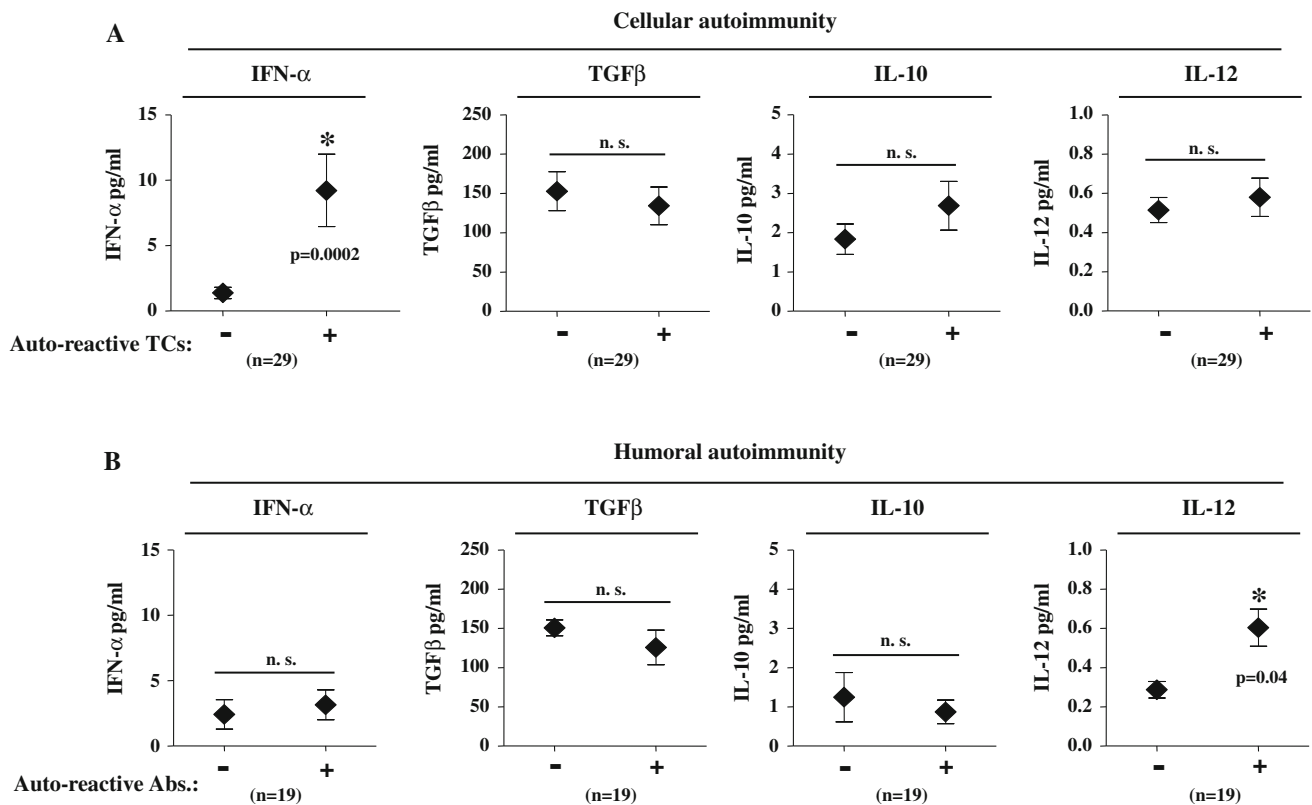 A
Cellular autoimmunity
IFN-α
TGFβ
IL-10
IL-12
IFN-α pg/ml
15
10
5
0
*
p=0.0002
- +
(n=29)
TGFβ pg/ml
250
200
150
100
50
0
n. s.
- +
(n=29)
IL-10 pg/ml
5
4
3
2
1
0
n. s.
- +
(n=29)
IL-12 pg/ml
1.0
0.8
0.6
0.4
0.2
0.0
n. s.
- +
(n=29)
Auto-reactive TCs:
B
Humoral autoimmunity
IFN-α
TGFβ
IL-10
IL-12
IFN-α pg/ml
15
10
5
0
n. s.
- +
(n=19)
TGFβ pg/ml
250
200
150
100
50
0
n. s.
- +
(n=19)
IL-10 pg/ml
5
4
3
2
1
0
n. s.
- +
(n=19)
IL-12 pg/ml
1.0
0.8
0.6
0.4
0.2
0.0
*
p=0.04
- +
(n=19)
Auto-reactive Abs.: